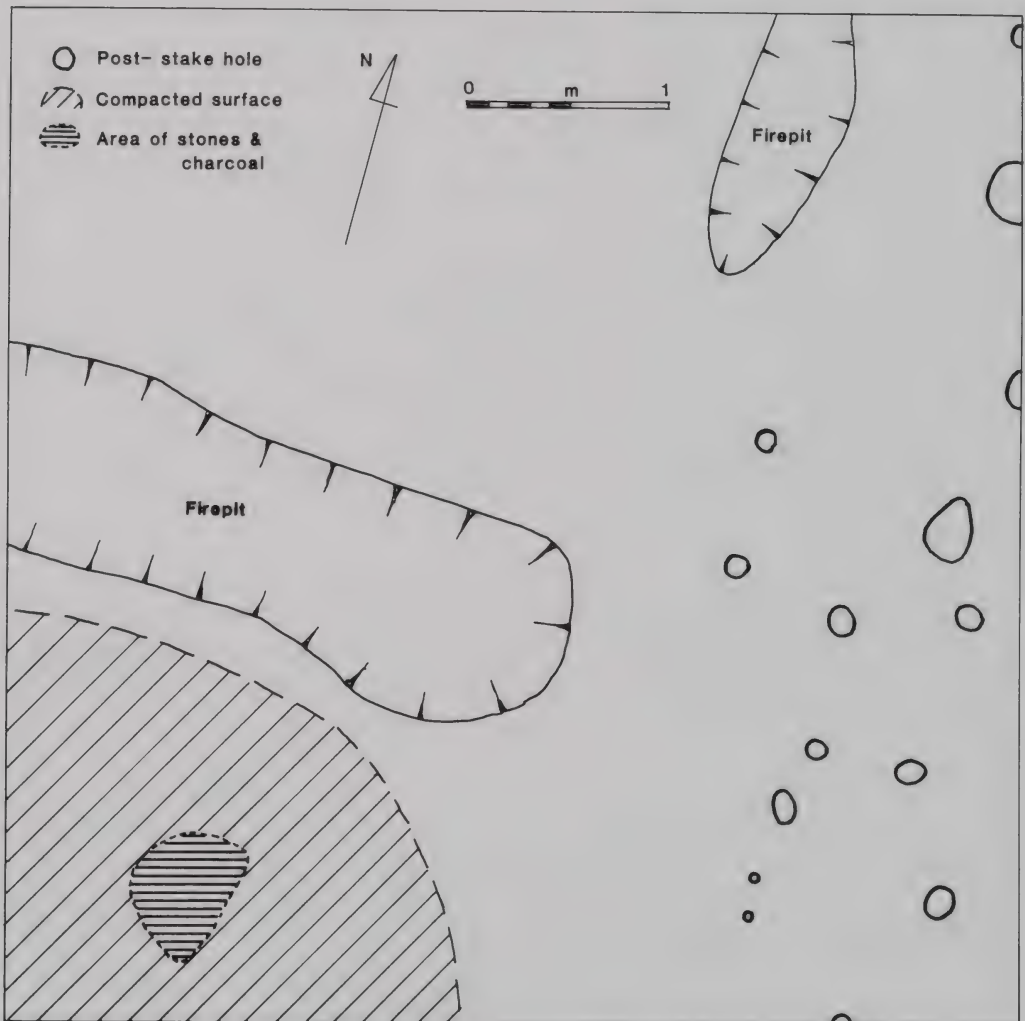 Post- stake hole
Compacted surface
Area of stones &
charcoal
N
0 m 1
Firepit
Firepit